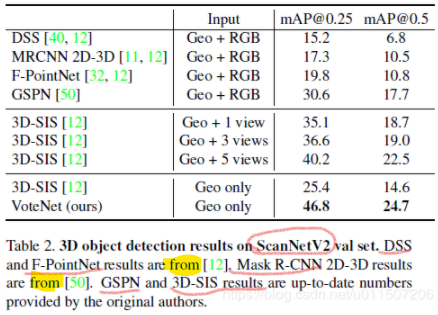 Input mAP@0.25 mAP@0.5
DSS [40, 12] Geo + RGB 15.2 6.8
MRCNN 2D-3D [11, 12] Geo + RGB 17.3 10.5
F-PointNet [32, 12] Geo + RGB 19.8 10.8
GSPN [50] Geo + RGB 30.6 17.7
3D-SIS [12] Geo + 1 view 35.1 18.7
3D-SIS [12] Geo + 3 views 36.6 19.0
3D-SIS [12] Geo + 5 views 40.2 22.5
3D-SIS [12] Geo only 25.4 14.6
VoteNet (ours) Geo only 46.8 24.7
Table 2. 3D object detection results on ScanNetV2 val set. DSS
and F-PointNet results are from [12]. Mask R-CNN 2D-3D results
are from [50]. GSPN and 3D-SIS results are up-to-date numbers
provided by the original authors.
https://blog.csdn.net/u011507206